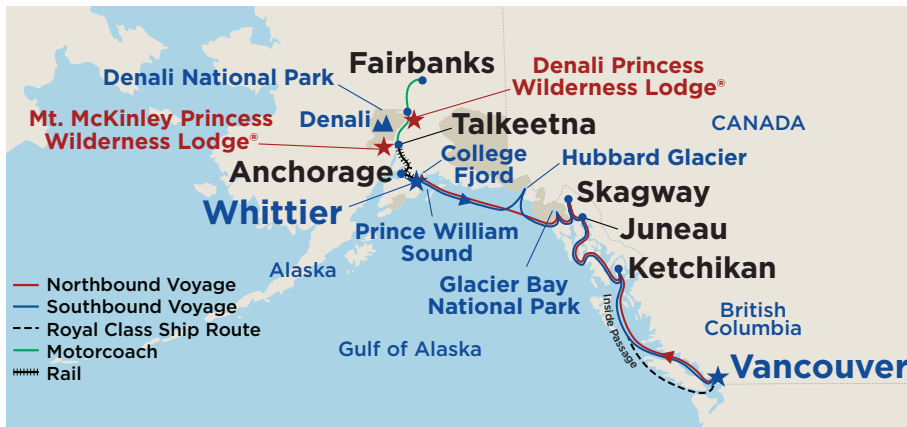 Fairbanks
Denali National Park
Denali Princess
Wilderness Lodge®
Denali
Mt. McKinley Princess
Wilderness Lodge®
Talkeetna
CANADA
College
Fjord
Hubbard Glacier
Anchorage
Skagway
Whittier
Juneau
Prince William
Sound
Alaska
Ketchikan
Glacier Bay
National Park
Northbound Voyage
Southbound Voyage
Royal Class Ship Route
Motorcoach
Rail
Inside Passage
British
Columbia
Gulf of Alaska
Vancouver